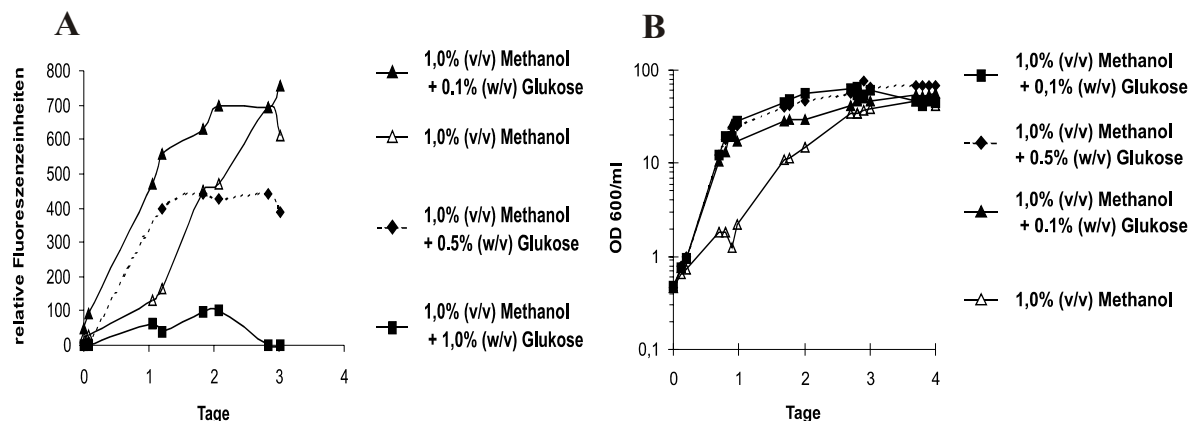 A
relative Fluoreszenzeinheiten
800
700
600
500
400
300
200
100
0
0 1 2 3 4
Tage
1,0% (v/v) Methanol
+ 0.1% (w/v) Glukose
1,0% (v/v) Methanol
1,0% (v/v) Methanol
+ 0.5% (w/v) Glukose
1,0% (v/v) Methanol
+ 1,0% (w/v) Glukose
B
OD 600/ml
100
10
1
0,1
0 1 2 3 4
Tage
1,0% (v/v) Methanol
+ 0,1% (w/v) Glukose
1,0% (v/v) Methanol
+ 0.5% (w/v) Glukose
1,0% (v/v) Methanol
+ 0.1% (w/v) Glukose
1,0% (v/v) Methanol